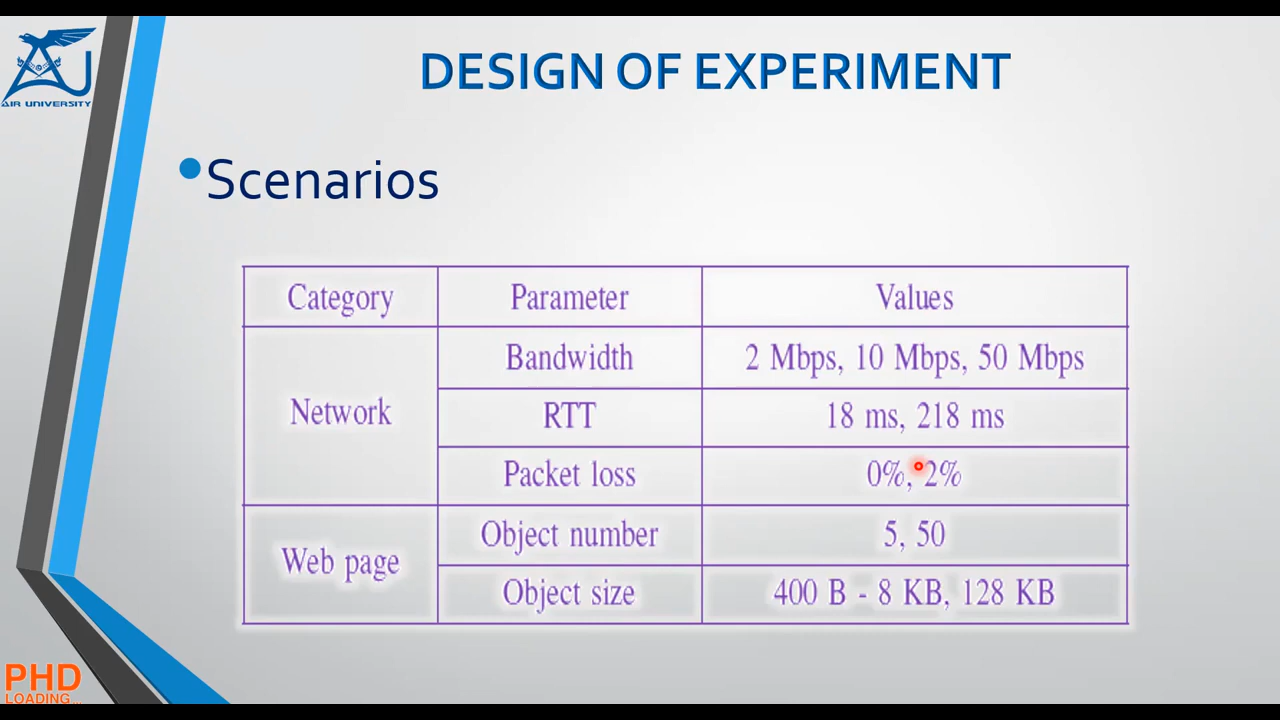 AIR UNIVERSITY
DESIGN OF EXPERIMENT
•Scenarios
Category Parameter Values
Network
Bandwidth 2 Mbps, 10 Mbps, 50 Mbps
RTT 18 ms, 218 ms
Packet loss 0%, 2%
Web page
Object number 5, 50
Object size 400 B - 8 KB, 128 KB
PHD
LOADING...